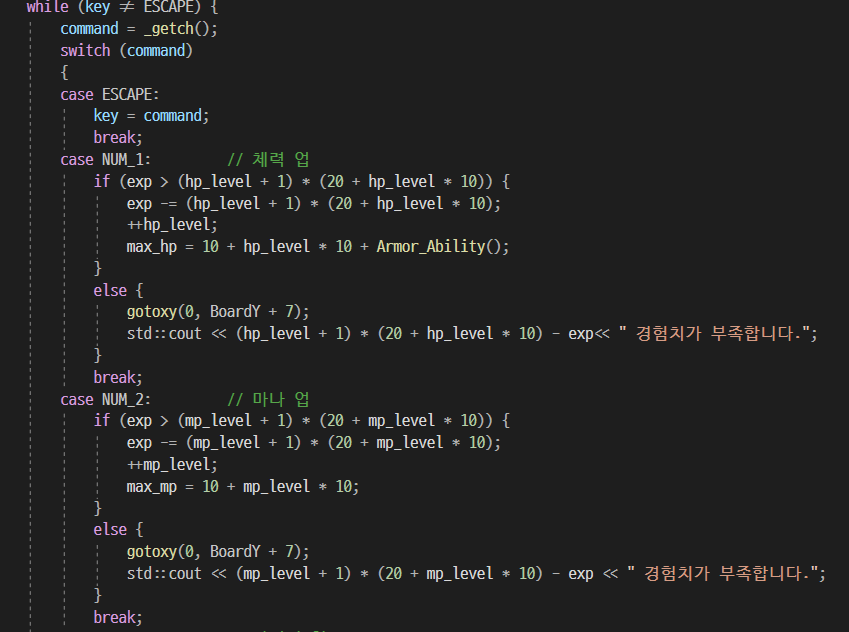 while (key ≠ ESCAPE) {
command = _getch();
switch (command)
{
case ESCAPE:
key = command;
break;
case NUM_1: // 체력 업
if (exp > (hp_level + 1) * (20 + hp_level * 10)) {
exp -= (hp_level + 1) * (20 + hp_level * 10);
++hp_level;
max_hp = 10 + hp_level * 10 + Armor_Ability();
}
else {
gotoxy(0, BoardY + 7);
std::cout << (hp_level + 1) * (20 + hp_level * 10) - exp<< " 경험치가 부족합니다.";
}
break;
case NUM_2: // 마나 업
if (exp > (mp_level + 1) * (20 + mp_level * 10)) {
exp -= (mp_level + 1) * (20 + mp_level * 10);
++mp_level;
max_mp = 10 + mp_level * 10;
}
else {
gotoxy(0, BoardY + 7);
std::cout << (mp_level + 1) * (20 + mp_level * 10) - exp << " 경험치가 부족합니다.";
}
break;